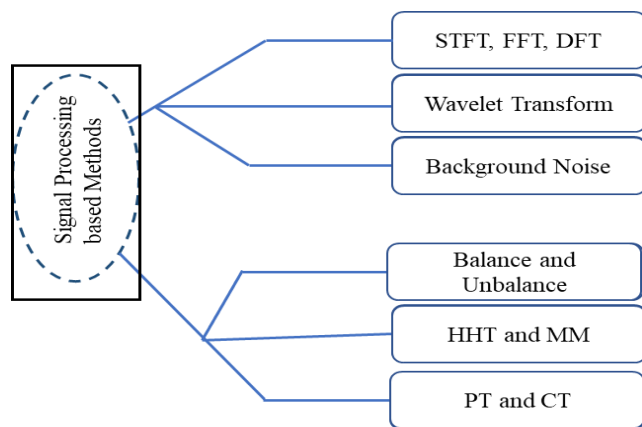 Signal Processing
based Methods
STFT, FFT, DFT
Wavelet Transform
Background Noise
Balance and
Unbalance
HHT and MM
PT and CT